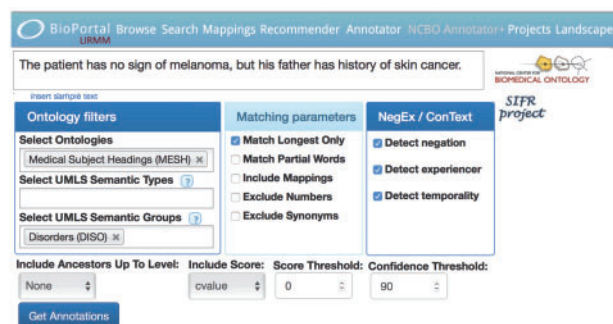 BioPortal Browse Search Mappings Recommender Annotator NCBO Annotator+ Projects Landscape
LIRMM
The patient has no sign of melanoma, but his father has history of skin cancer.
NATIONAL CENTER FOR
BIOMEDICAL ONTOLOGY
insert sample text
SIFR
project
Ontology filters
Select Ontologies
Medical Subject Headings (MESH) ×
Select UMLS Semantic Types ?
Select UMLS Semantic Groups ?
Disorders (DISO) ×
Matching parameters
Match Longest Only
Match Partial Words
Include Mappings
Exclude Numbers
Exclude Synonyms
NegEx / ConText
Detect negation
Detect experiencer
Detect temporality
Include Ancestors Up To Level: Include Score: Score Threshold: Confidence Threshold:
None cvalue 0 90
Get Annotations